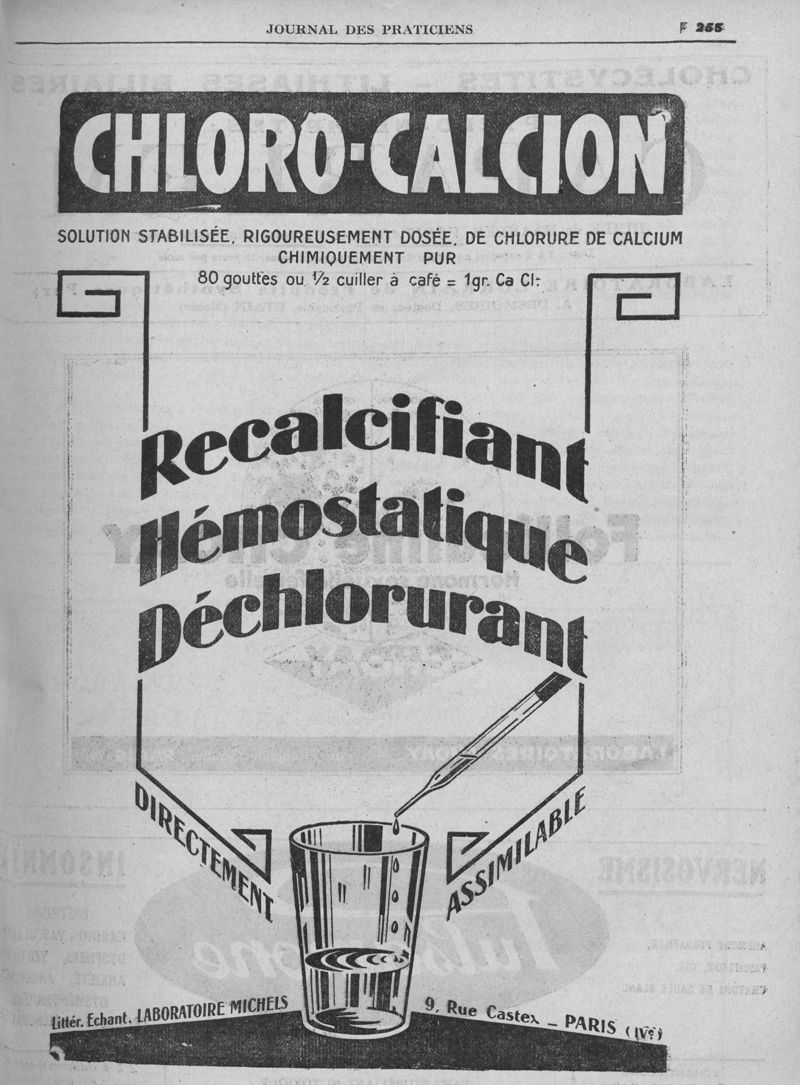 JOURNAL DES PRATICIENS
F 255
CHLORO-CALCION
SOLUTION STABILISÉE, RIGOUREUSEMENT DOSÉE, DE CHLORURE DE CALCIUM
CHIMIQUEMENT PUR
80 gouttes ou ½ cuiller à café = 1gr. Ca Cl²
Recalcifiant
Hémostatique
Déchlorurant
DIRECTEMENT
ASSIMILABLE
Littér. Echant. LABORATOIRE MICHELS
9, Rue Castex _ PARIS (IVe)